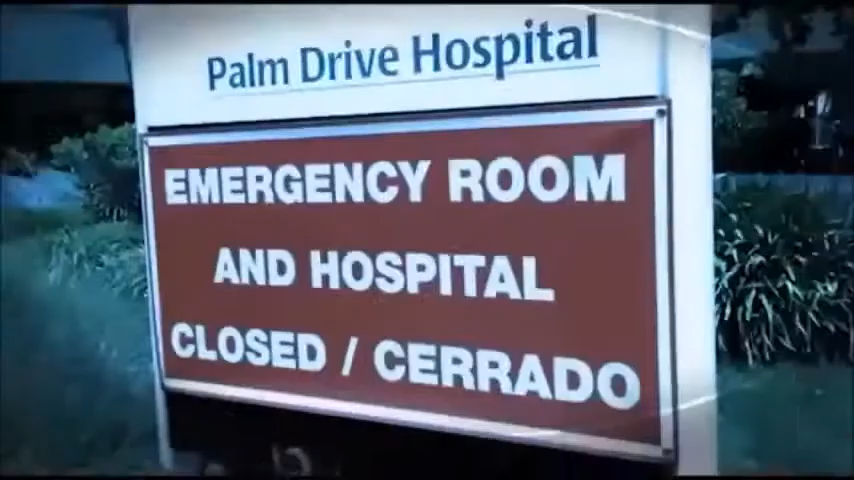 Palm Drive Hospital
EMERGENCY ROOM
AND HOSPITAL
CLOSED / CERRADO